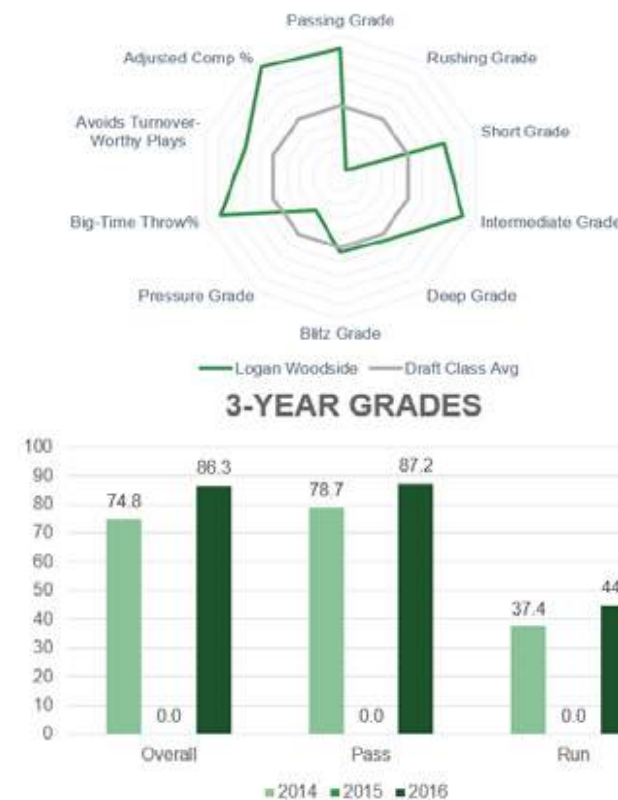 Passing Grade
Adjusted Comp %
Rushing Grade
Avoids Turnover-
Worthy Plays
Short Grade
Big-Time Throw%
Intermediate Grade
Pressure Grade
Deep Grade
Blitz Grade
Logan Woodside Draft Class Avg
3-YEAR GRADES
100
90
80
70
60
50
40
30
20
10
0
74.8
0.0
86.3
78.7
0.0
87.2
37.4
0.0
44
Overall Pass Run
2014 2015 2016